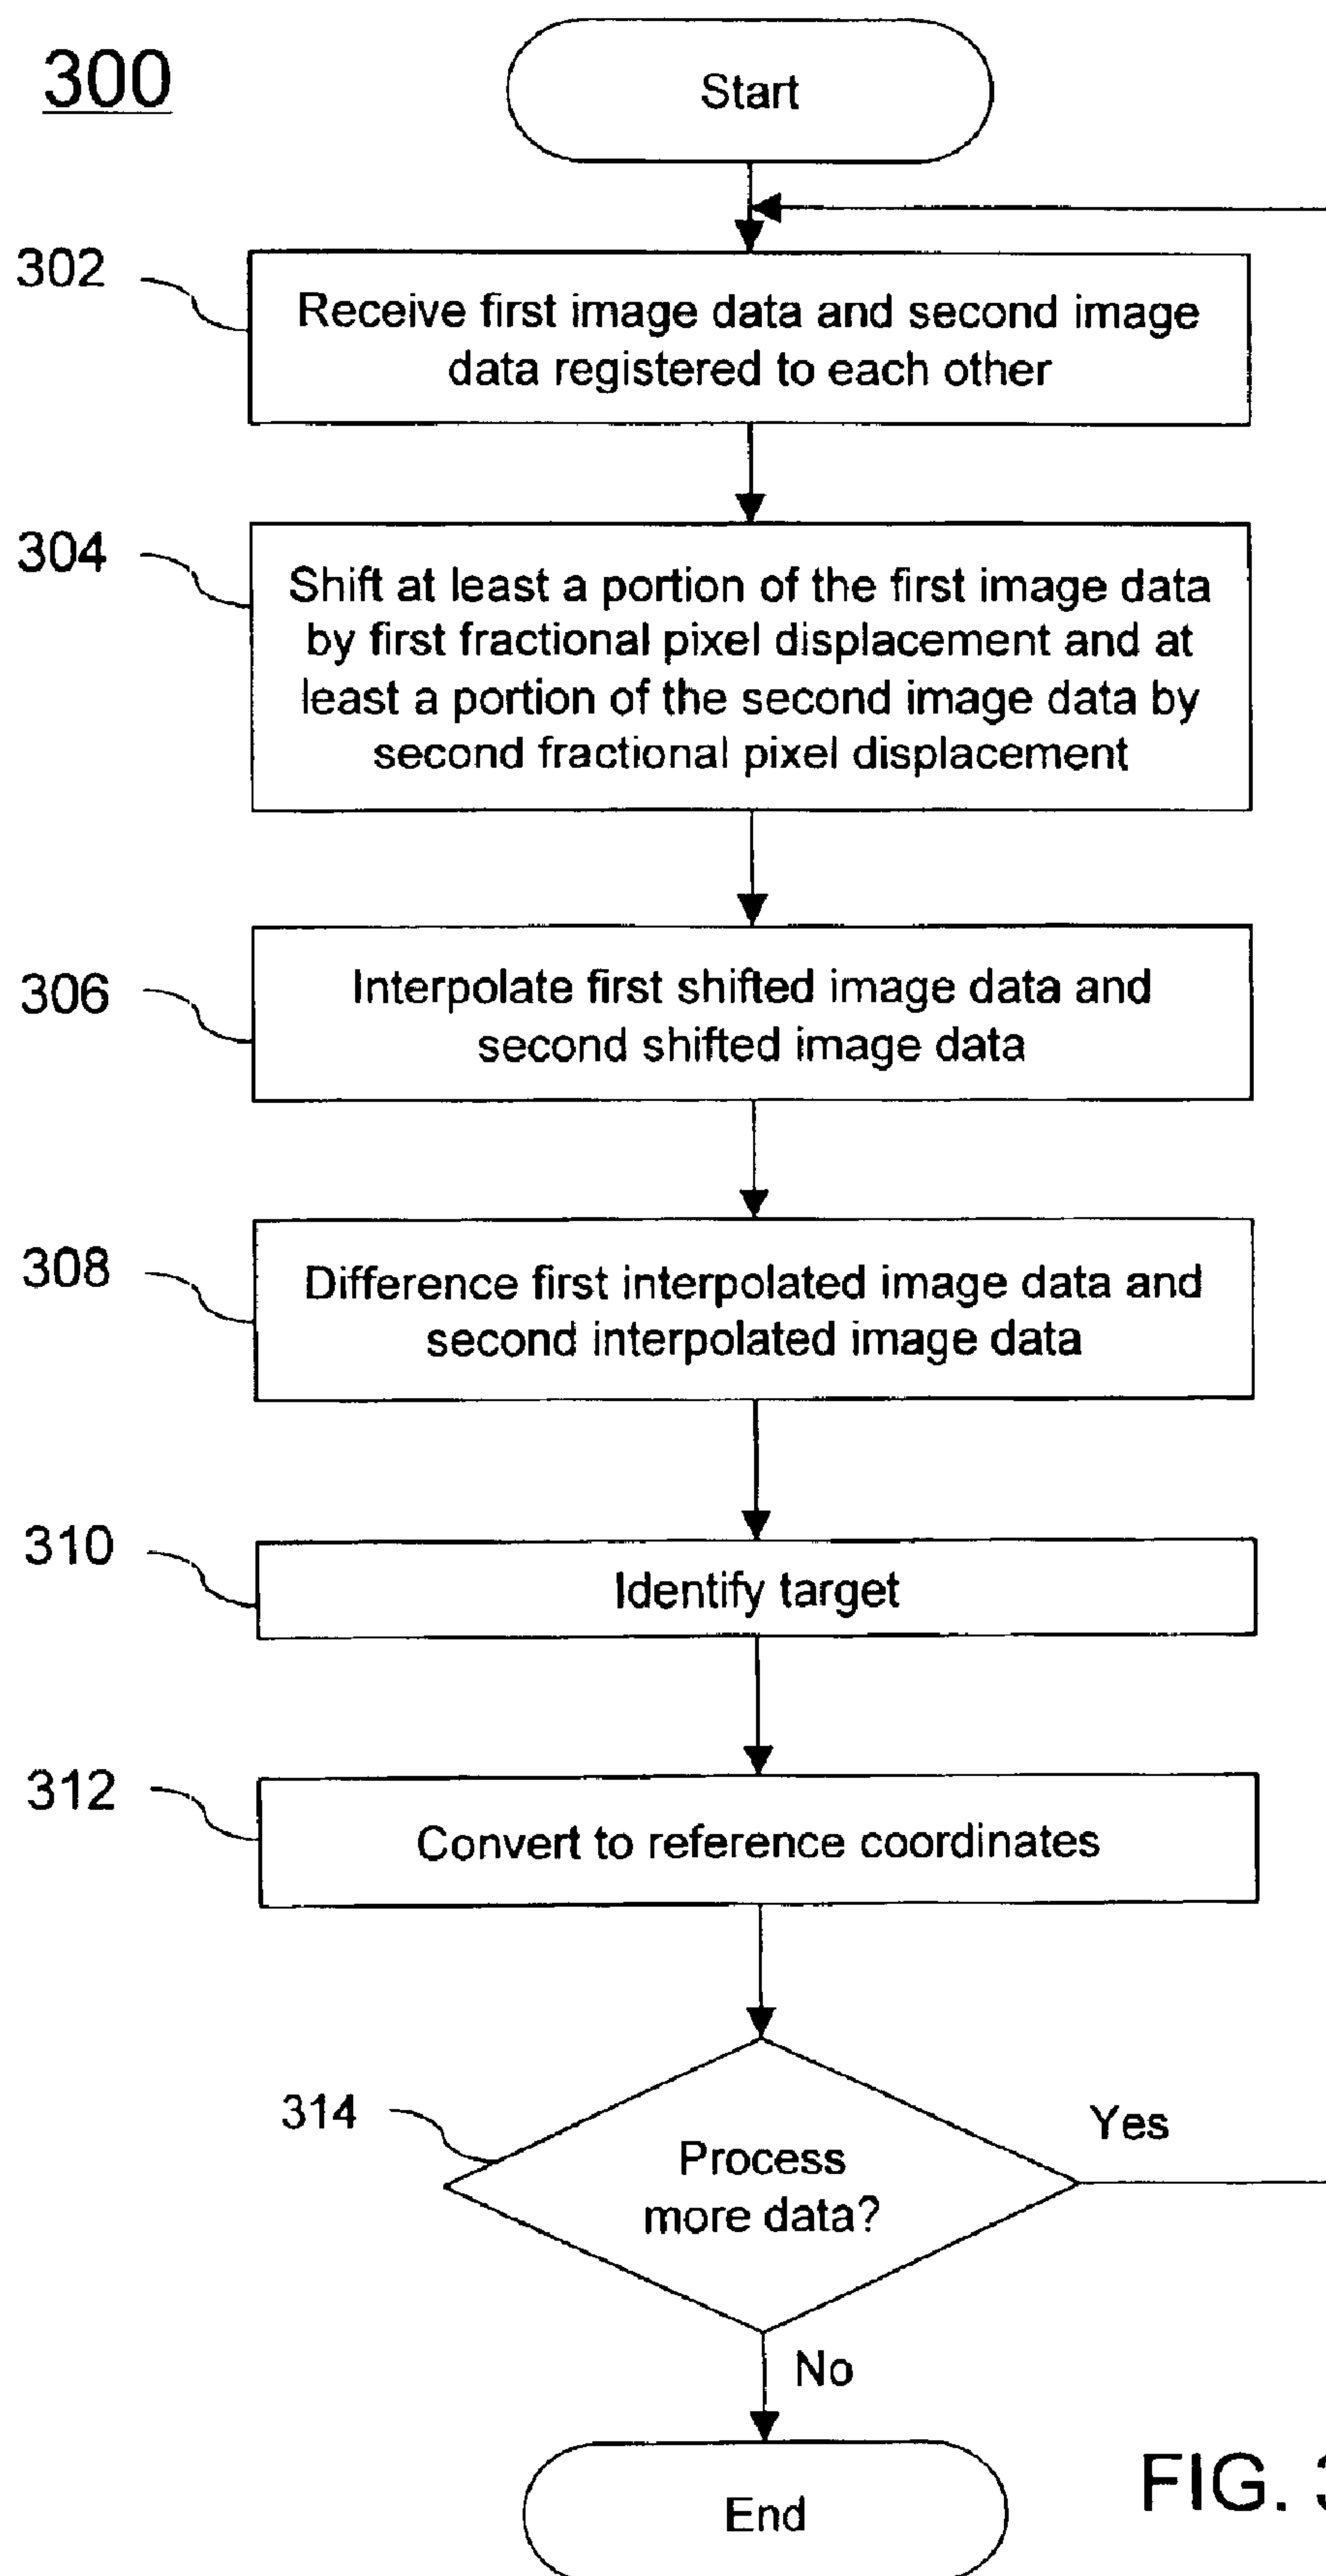 300
Start
302
Receive first image data and second image
data registered to each other
304
Shift at least a portion of the first image data
by first fractional pixel displacement and at
least a portion of the second image data by
second fractional pixel displacement
306
Interpolate first shifted image data and
second shifted image data
308
Difference first interpolated image data and
second interpolated image data
310
Identify target
312
Convert to reference coordinates
314
Process
more data?
Yes
No
End
FIG. 3